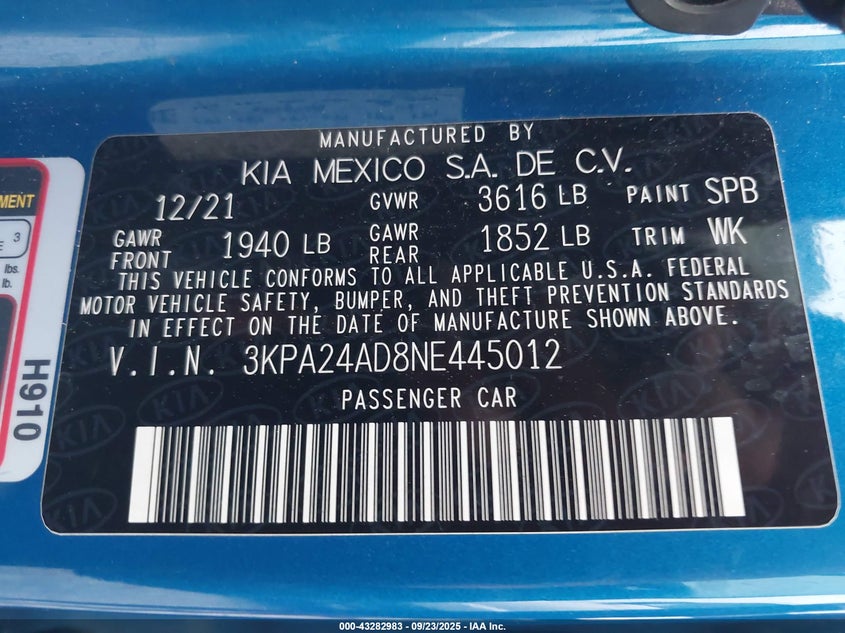 MANUFACTURED BY
KIA MEXICO S.A. DE C.V.
12/21 GVWR 3616 LB PAINT SPB
GAWR FRONT 1940 LB GAWR REAR 1852 LB TRIM WK
THIS VEHICLE CONFORMS TO ALL APPLICABLE U.S.A. FEDERAL
MOTOR VEHICLE SAFETY, BUMPER, AND THEFT PREVENTION STANDARDS
IN EFFECT ON THE DATE OF MANUFACTURE SHOWN ABOVE.
V.I.N. 3KPA24AD8NE445012
PASSENGER CAR
3
lbs.
lb.
H910
000-43282983 - 09/23/2025 - IAA Inc.